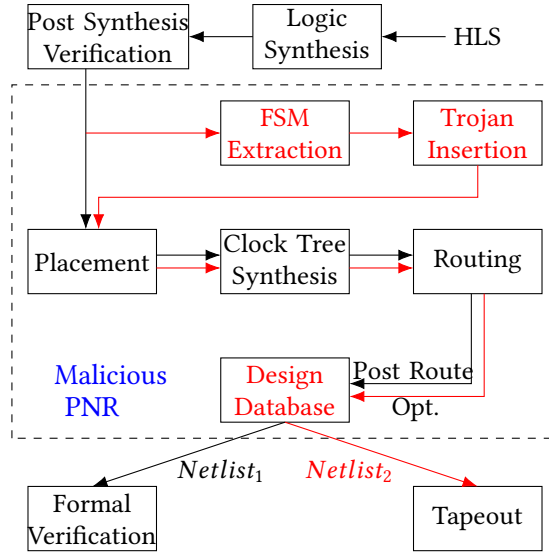 Post Synthesis
Verification
Logic
Synthesis
HLS
FSM
Extraction
Trojan
Insertion
Placement
Clock Tree
Synthesis
Routing
Malicious
PNR
Design
Database
Post Route
Opt.
Netlist₁
Netlist₂
Formal
Verification
Tapeout